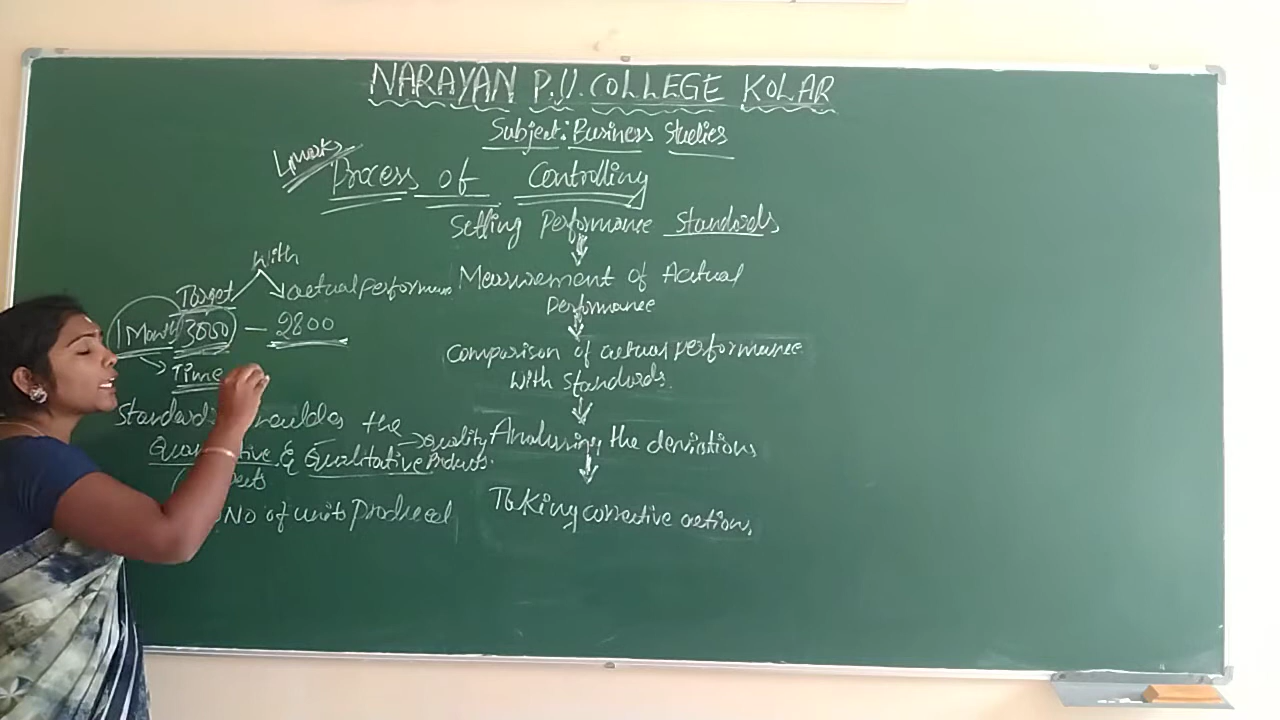 NARAYAN P.U. COLLEGE KOLAR
Subject: Business Studies
4 marks
Process of Controlling
Setting Performance Standards
Measurement of Actual
Performance
Comparison of actual performance
With standards.
Analysing the deviations
Taking corrective actions,
With
Target actual performance
1 Month 3000 — 2800
Time
Standards the
& Qualitative → quality
Products.
No of units Produced